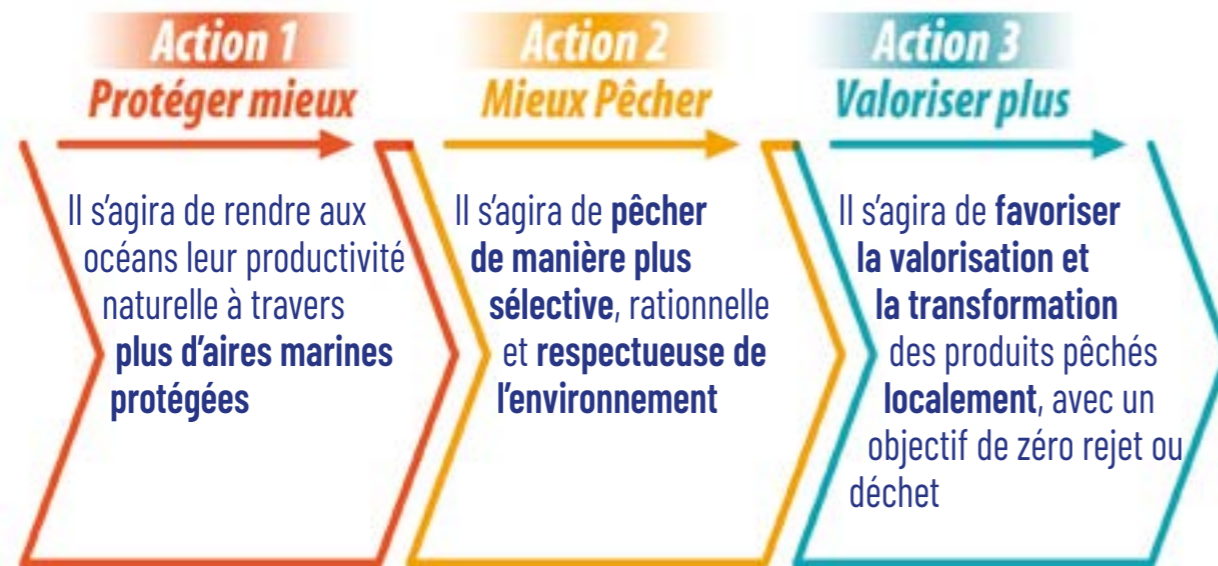 Action 1
Protéger mieux
Il s'agira de rendre aux
océans leur productivité
naturelle à travers
plus d'aires marines
protégées
Action 2
Mieux Pêcher
Il s'agira de pêcher
de manière plus
sélective, rationnelle
et respectueuse de
l'environnement
Action 3
Valoriser plus
Il s'agira de favoriser
la valorisation et
la transformation
des produits pêchés
localement, avec un
objectif de zéro rejet ou
déchet